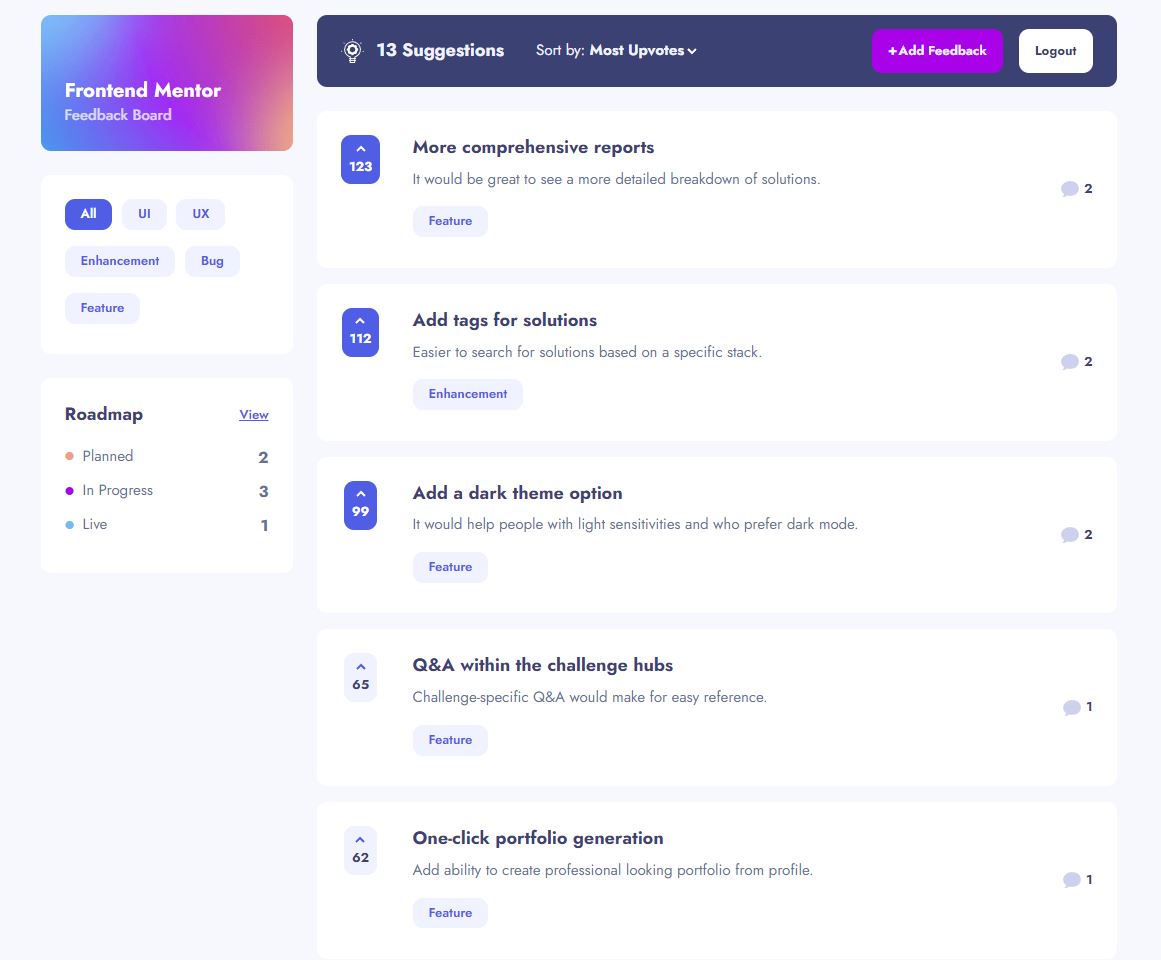 Frontend Mentor
Feedback Board
All UI UX
Enhancement Bug
Feature
Roadmap View
Planned 2
In Progress 3
Live 1
13 Suggestions Sort by: Most Upvotes +Add Feedback Logout
123
More comprehensive reports
It would be great to see a more detailed breakdown of solutions.
Feature
2
112
Add tags for solutions
Easier to search for solutions based on a specific stack.
Enhancement
2
99
Add a dark theme option
It would help people with light sensitivities and who prefer dark mode.
Feature
2
65
Q&A within the challenge hubs
Challenge-specific Q&A would make for easy reference.
Feature
1
62
One-click portfolio generation
Add ability to create professional looking portfolio from profile.
Feature
1